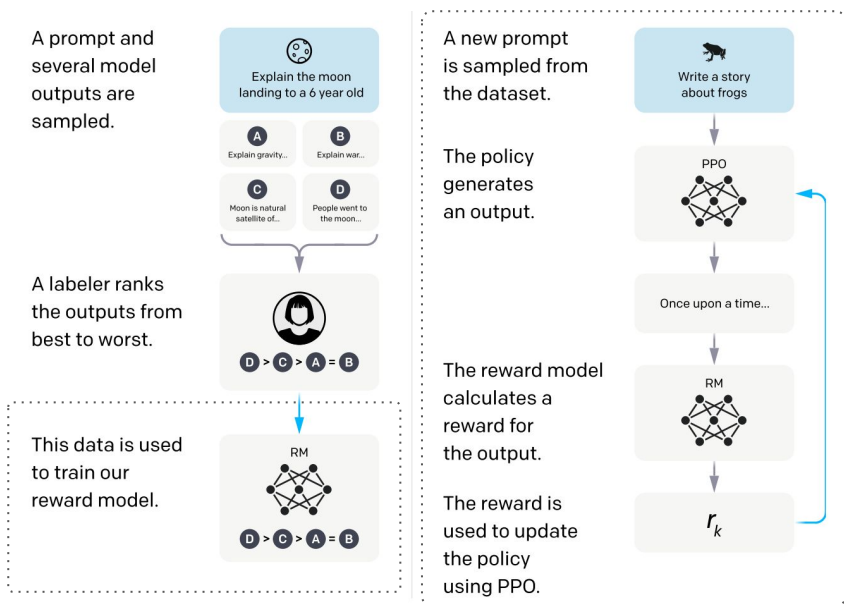 A prompt and
several model
outputs are
sampled.
Explain the moon
landing to a 6 year old
A
Explain gravity...
B
Explain war...
C
Moon is natural
satellite of...
D
People went to
the moon...
A labeler ranks
the outputs from
best to worst.
D > C > A = B
This data is used
to train our
reward model.
RM
D > C > A = B
A new prompt
is sampled from
the dataset.
Write a story
about frogs
The policy
generates
an output.
PPO
Once upon a time...
The reward model
calculates a
reward for
the output.
RM
The reward is
used to update
the policy
using PPO.
r_k